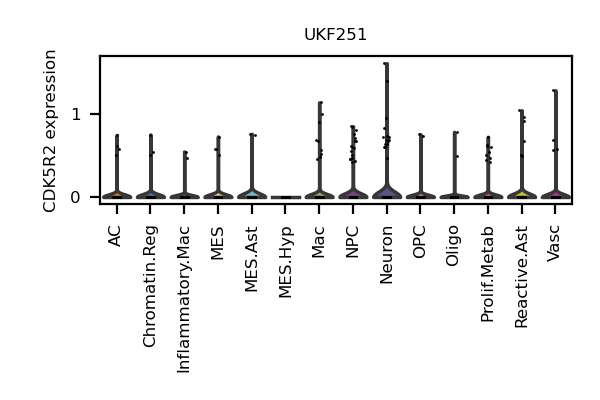 UKF251
CDK5R2 expression
1
0
AC
Chromatin.Reg
Inflammatory.Mac
MES
MES.Ast
MES.Hyp
Mac
NPC
Neuron
OPC
Oligo
Prolif.Metab
Reactive.Ast
Vasc